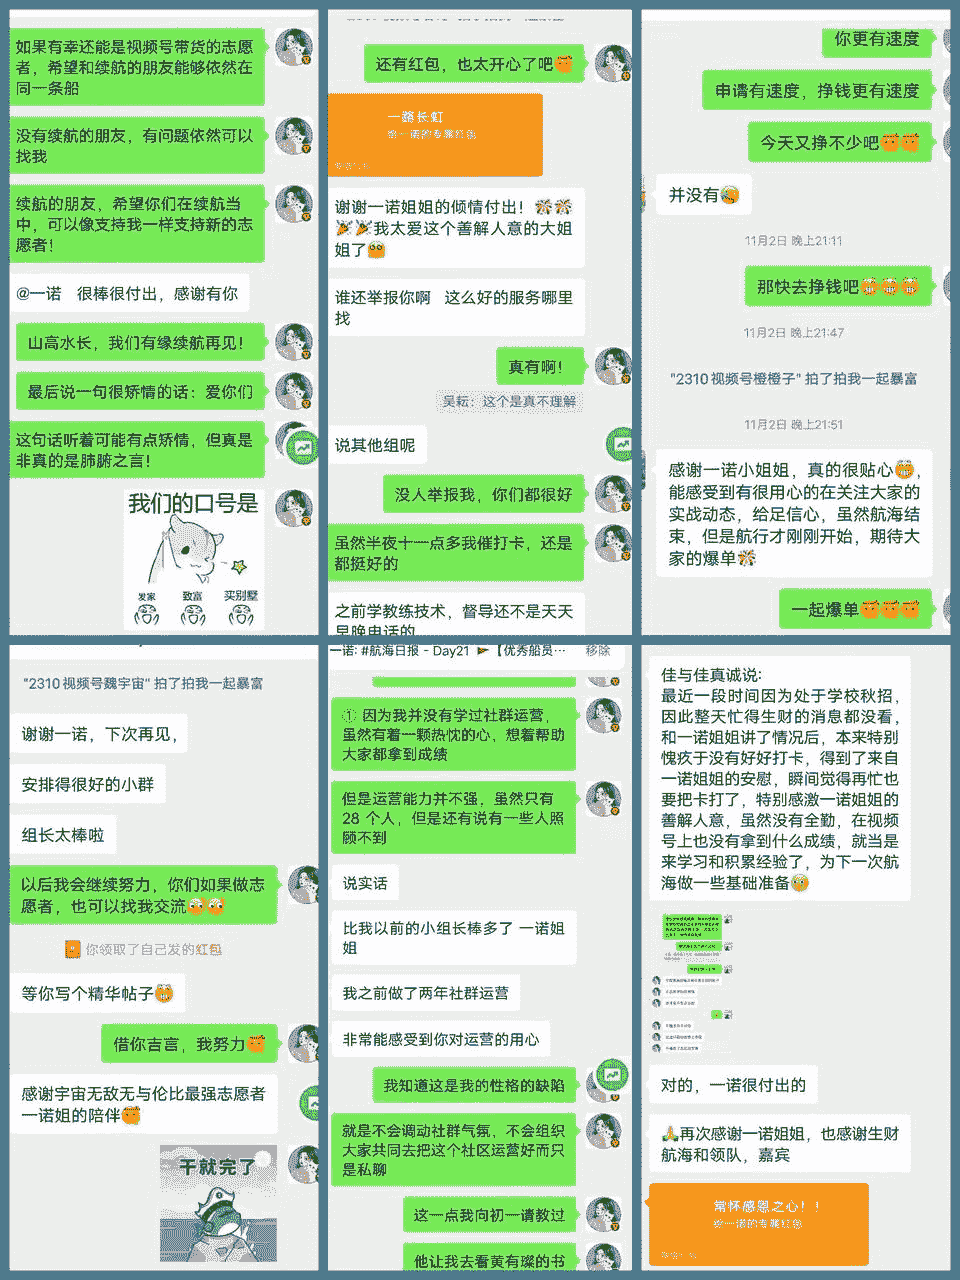 如果有幸还能是视频号带货的志愿
者，希望和续航的朋友能够依然在
同一条船
没有续航的朋友，有问题依然可以
找我
续航的朋友，希望你们在续航当
中，可以像支持我一样支持新的志
愿者！
@一诺 很棒很付出，感谢有你
山高水长，我们有缘续航再见！
最后说一句很矫情的话：爱你们
这句话听着可能有点矫情，但真是
非真的是肺腑之言！
我们的口号是
发家
致富
买别墅
还有红包，也太开心了吧
一路长虹
给一诺的专属红包
谢谢一诺姐姐的倾情付出！🎊🎊
🎉🎉我太爱这个善解人意的大姐
姐了
谁还举报你啊 这么好的服务哪里
找
真有啊！
吴耘：这个是真不理解
说其他组呢
没人举报我，你们都很好
虽然半夜十一点多我催打卡，还是
都挺好的
之前学教练技术，督导还不是天天
早晚电话的
你更有速度
申请有速度，挣钱更有速度
今天又挣不少吧
并没有
11月2日 晚上21:11
那快去挣钱吧
11月2日 晚上21:47
"2310视频号橙橙子" 拍了拍我一起暴富
11月2日 晚上21:51
感谢一诺小姐姐，真的很贴心，
能感受到有很用心的在关注大家的
实战动态，给足信心，虽然航海结
束，但是航行才刚刚开始，期待大
家的爆单🎊
一起爆单
"2310视频号魏宇宙" 拍了拍我一起暴富
谢谢一诺，下次再见，
安排得很好的小群
组长太棒啦
以后我会继续努力，你们如果做志
愿者，也可以找我交流
你领取了自己发的红包
等你写个精华帖子
借你吉言，我努力
感谢宇宙无敌无与伦比最强志愿者
一诺姐的陪伴
干就完了
一诺: #航海日报 - Day21 【优秀船员… 移除
① 因为我并没有学过社群运营，
虽然有着一颗热忱的心，想着帮助
大家都拿到成绩
但是运营能力并不强，虽然只有
28 个人，但是还有说有一些人照
顾不到
说实话
比我以前的小组长棒多了 一诺姐
姐
我之前做了两年社群运营
非常能感受到你对运营的用心
我知道这是我的性格的缺陷
就是不会调动社群气氛，不会组织
大家共同去把这个社区运营好而只
是私聊
这一点我向初一请教过
他让我去看黄有璨的书
佳与佳真诚说：
最近一段时间因为处于学校秋招，
因此整天忙得生财的消息都没看，
和一诺姐姐讲了情况后，本来特别
愧疚于没有好好打卡，得到了来自
一诺姐姐的安慰，瞬间觉得再忙也
要把卡打了，特别感激一诺姐姐的
善解人意，虽然没有全勤，在视频
号上也没有拿到什么成绩，就当是
来学习和积累经验了，为下一次航
海做一些基础准备
对的，一诺很付出的
🙏再次感谢一诺姐姐，也感谢生财
航海和领队，嘉宾
常怀感恩之心！！
给一诺的专属红包